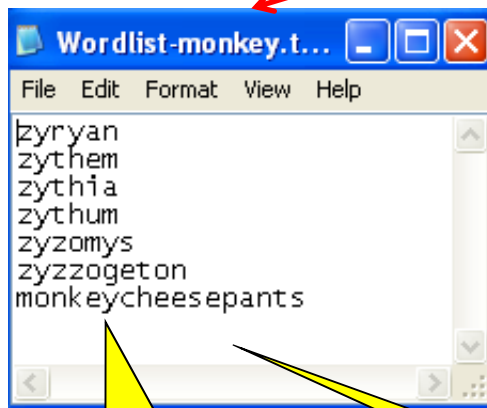 Wordlist-monkey.t...
File Edit Format View Help
zyryan
zythem
zythia
zythum
zyzomys
zyzzogeton
monkeycheesepants